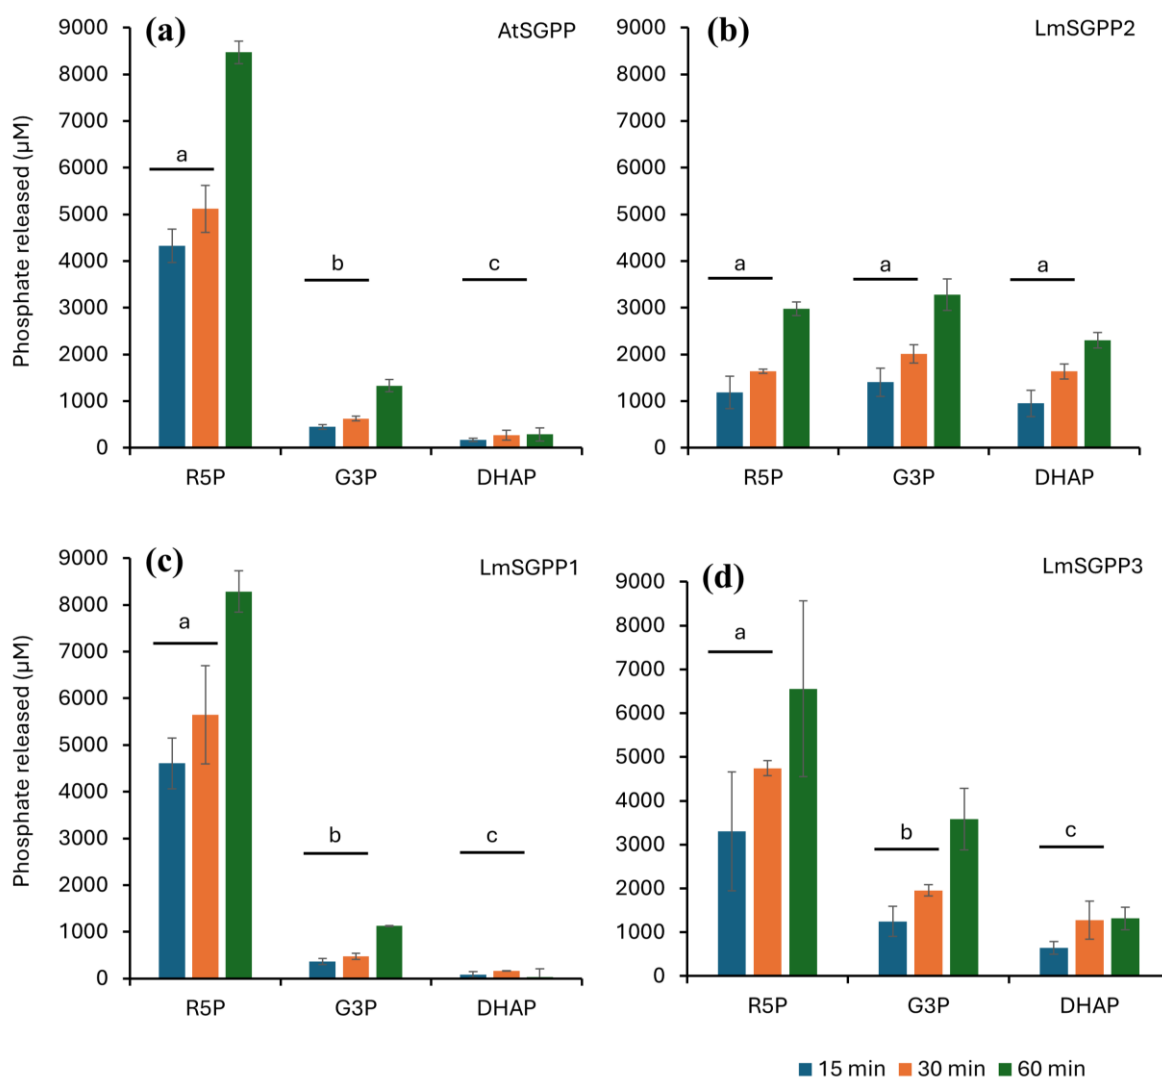 (a)
AtSGPP
Phosphate released (µM)
9000
8000
7000
6000
5000
4000
3000
2000
1000
0
a
b
c
R5P
G3P
DHAP
(b)
LmSGPP2
9000
8000
7000
6000
5000
4000
3000
2000
1000
0
a
a
a
R5P
G3P
DHAP
(c)
LmSGPP1
Phosphate released (µM)
9000
8000
7000
6000
5000
4000
3000
2000
1000
0
a
b
c
R5P
G3P
DHAP
(d)
LmSGPP3
9000
8000
7000
6000
5000
4000
3000
2000
1000
0
a
b
c
R5P
G3P
DHAP
15 min 30 min 60 min